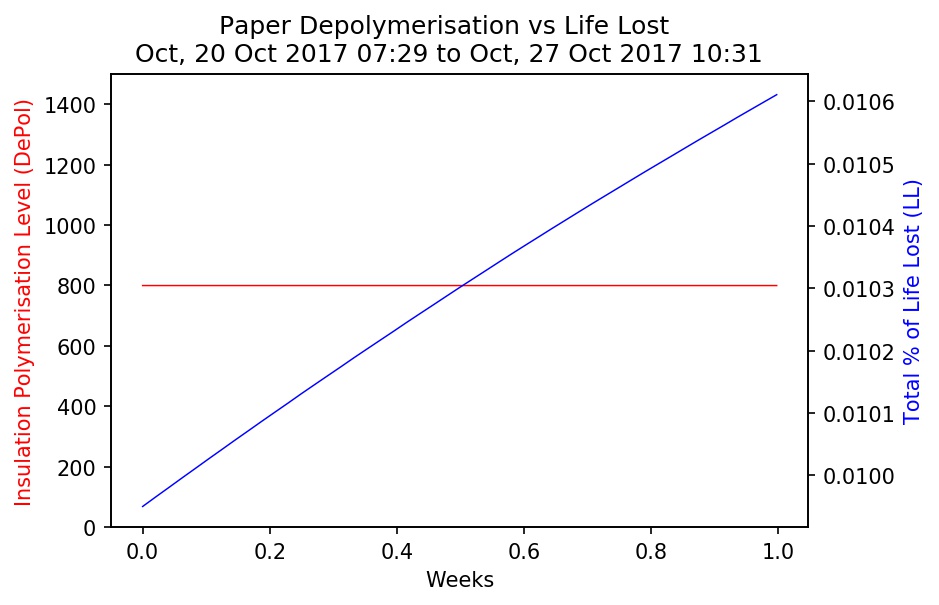 Paper Depolymerisation vs Life Lost
Oct, 20 Oct 2017 07:29 to Oct, 27 Oct 2017 10:31
Insulation Polymerisation Level (DePol)
1400
1200
1000
800
600
400
200
0
0.0106
0.0105
0.0104
0.0103
0.0102
0.0101
0.0100
Total % of Life Lost (LL)
0.0 0.2 0.4 0.6 0.8 1.0
Weeks